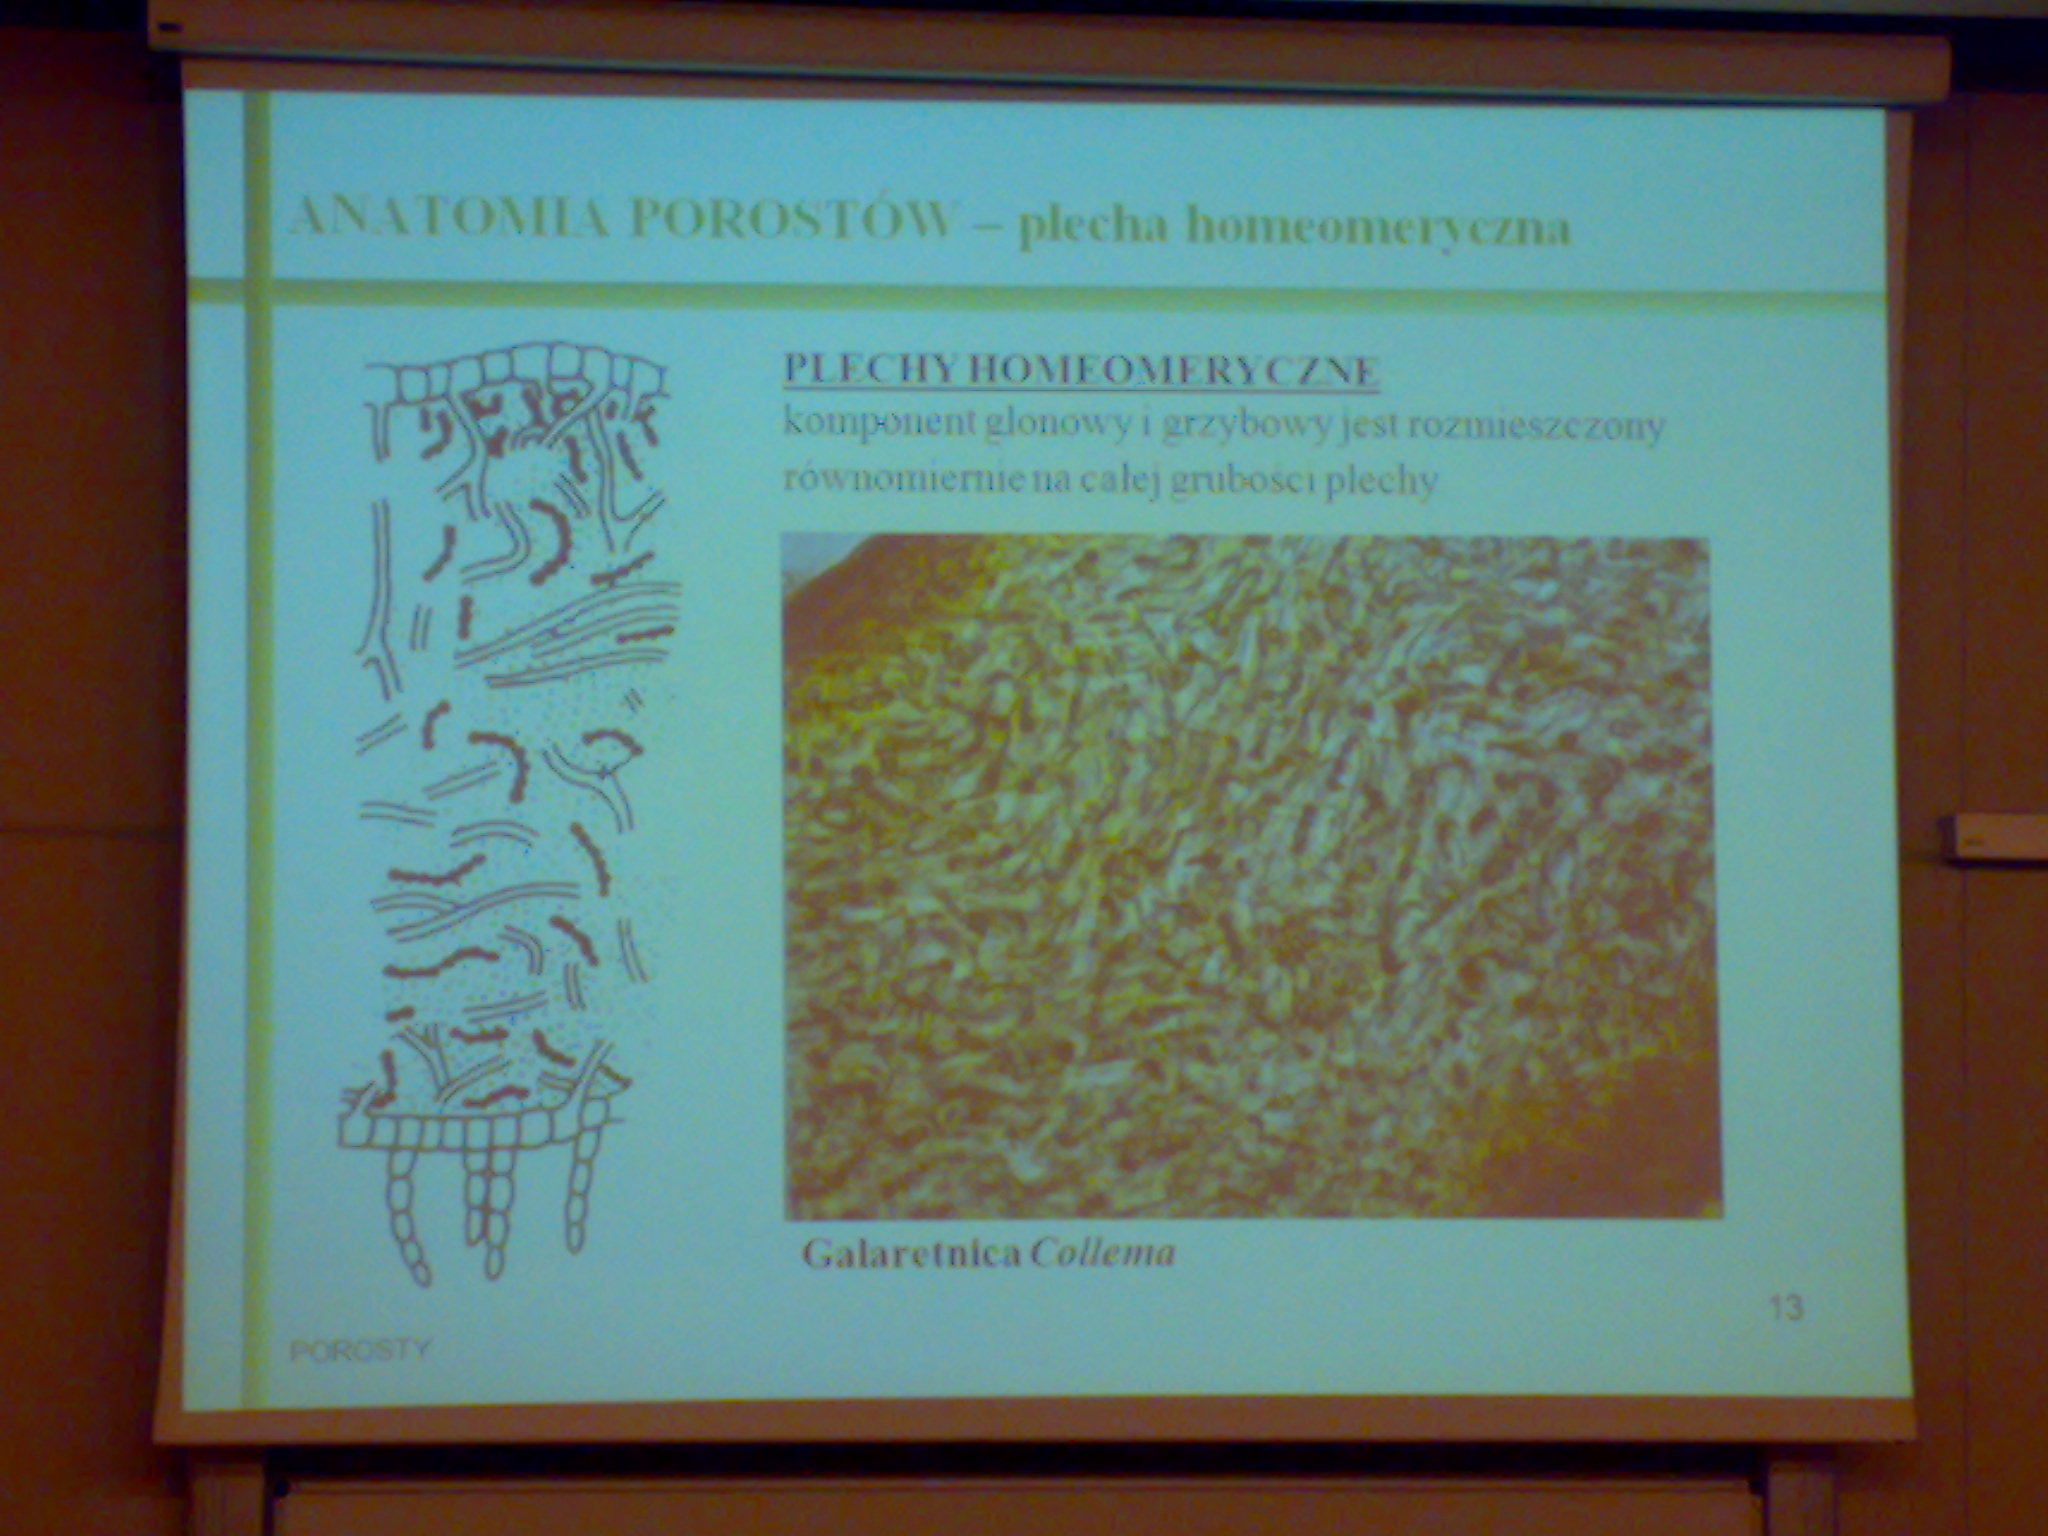 ANATOMIA POROSTÓW – plecha homeomeryczna
PLECHY HOMEOMERYCZNE
komponent glonowy i grzybowy jest rozmieszczony
równomiernie na całej grubości plechy
Galaretnica Collema
13
POROSTY